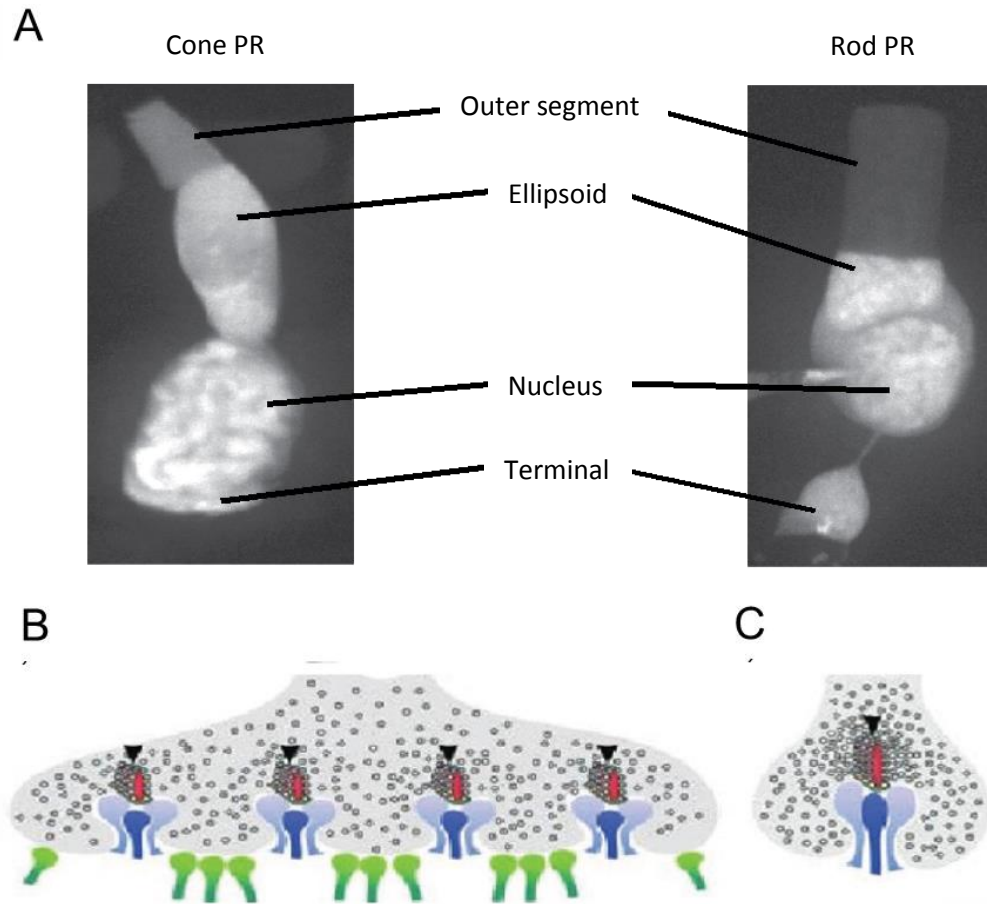 A
Cone PR
Rod PR
Outer segment
Ellipsoid
Nucleus
Terminal
B
C